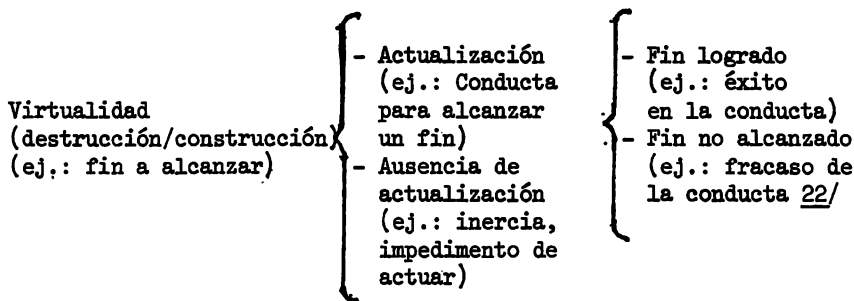 Virtualidad
(destrucción/construcción)
(ej.: fin a alcanzar)
- Actualización
(ej.: Conducta
para alcanzar
un fin)
- Ausencia de
actualización
(ej.: inercia,
impedimento de
actuar)
- Fin logrado
(ej.: éxito
en la conducta)
- Fin no alcanzado
(ej.: fracaso de
la conducta 22/